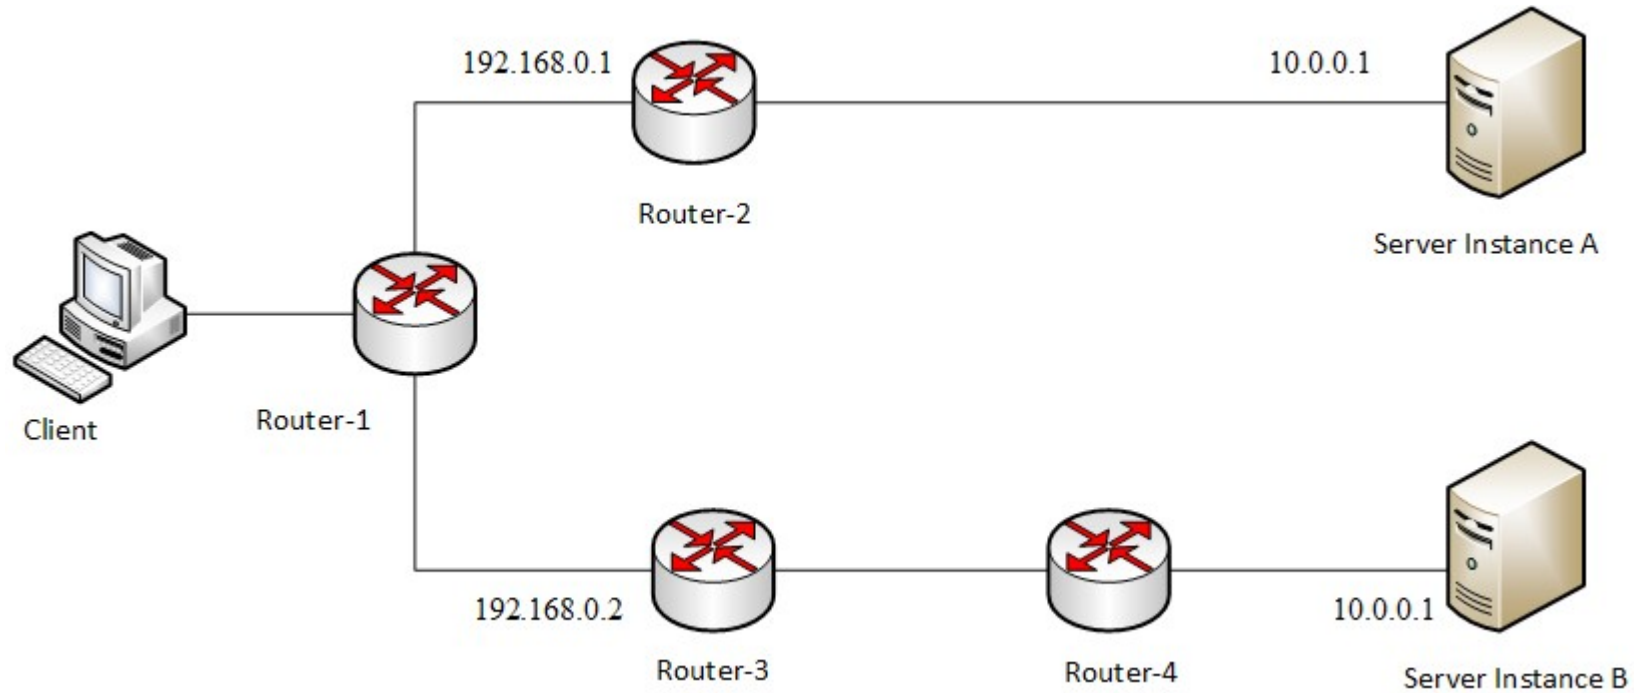 192.168.0.1
10.0.0.1
Router-2
Server Instance A
Client
Router-1
192.168.0.2
10.0.0.1
Router-3
Router-4
Server Instance B